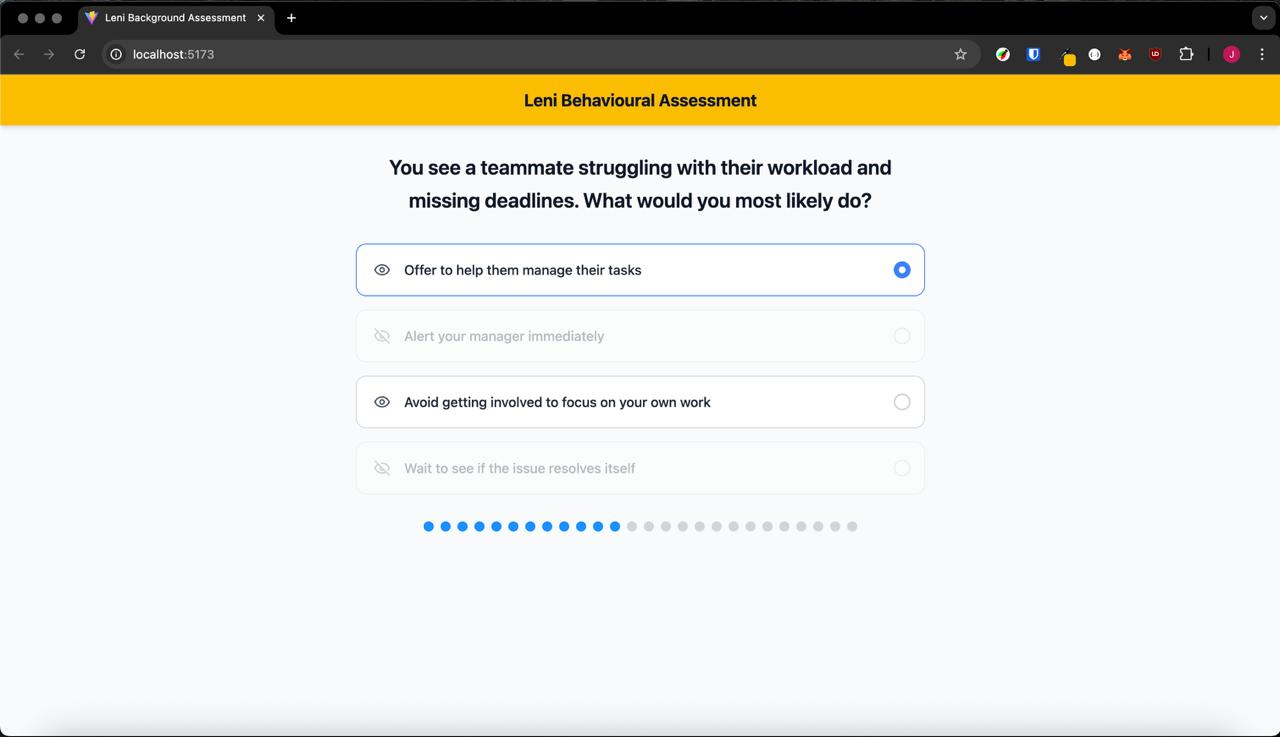 Leni Background Assessment
localhost:5173
J
Leni Behavioural Assessment
You see a teammate struggling with their workload and
missing deadlines. What would you most likely do?
Offer to help them manage their tasks
Alert your manager immediately
Avoid getting involved to focus on your own work
Wait to see if the issue resolves itself